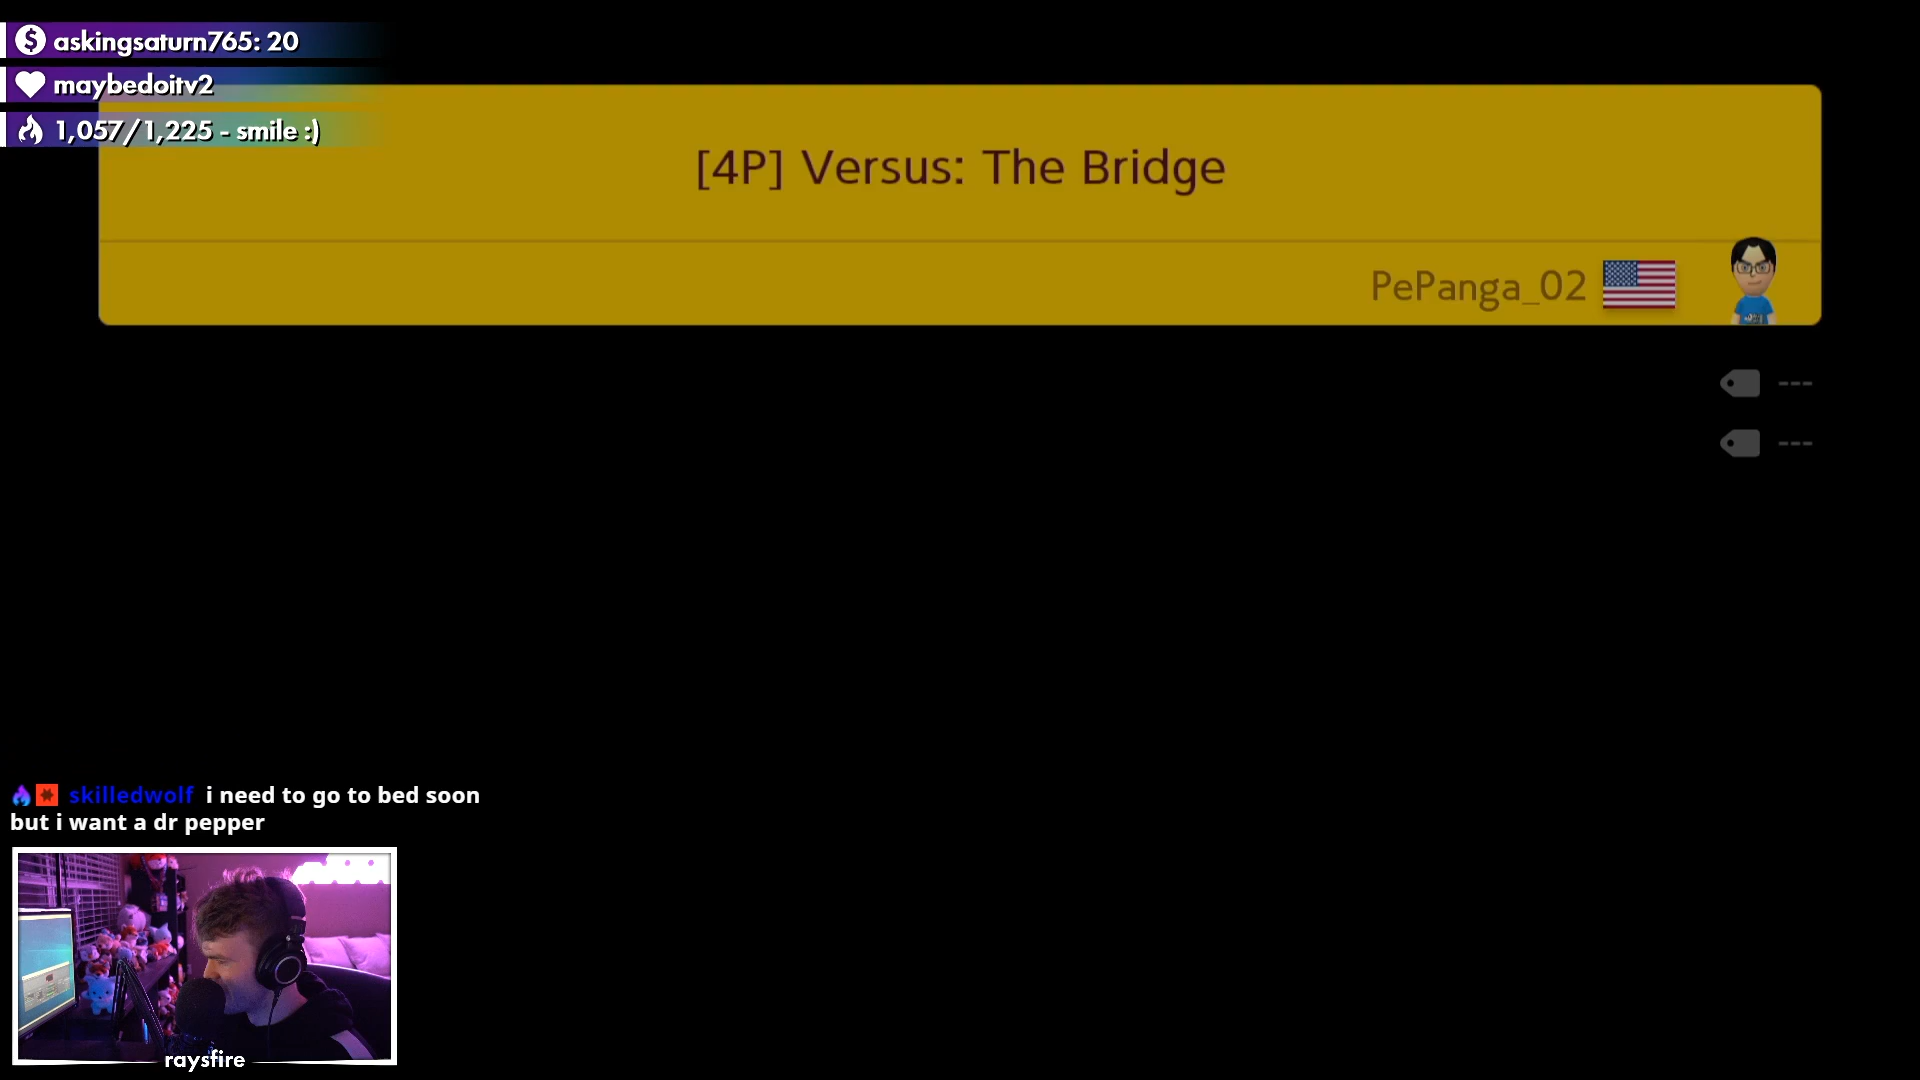 askingsaturn765: 20
maybedoitv2
1,057/1,225 - smile :)
[4P] Versus: The Bridge
PePanga_02
---
---
skilledwolf i need to go to bed soon
but i want a dr pepper
raysfire